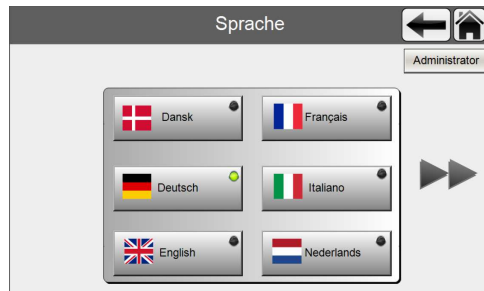 Sprache
Administrator
Dansk
Français
Deutsch
Italiano
English
Nederlands